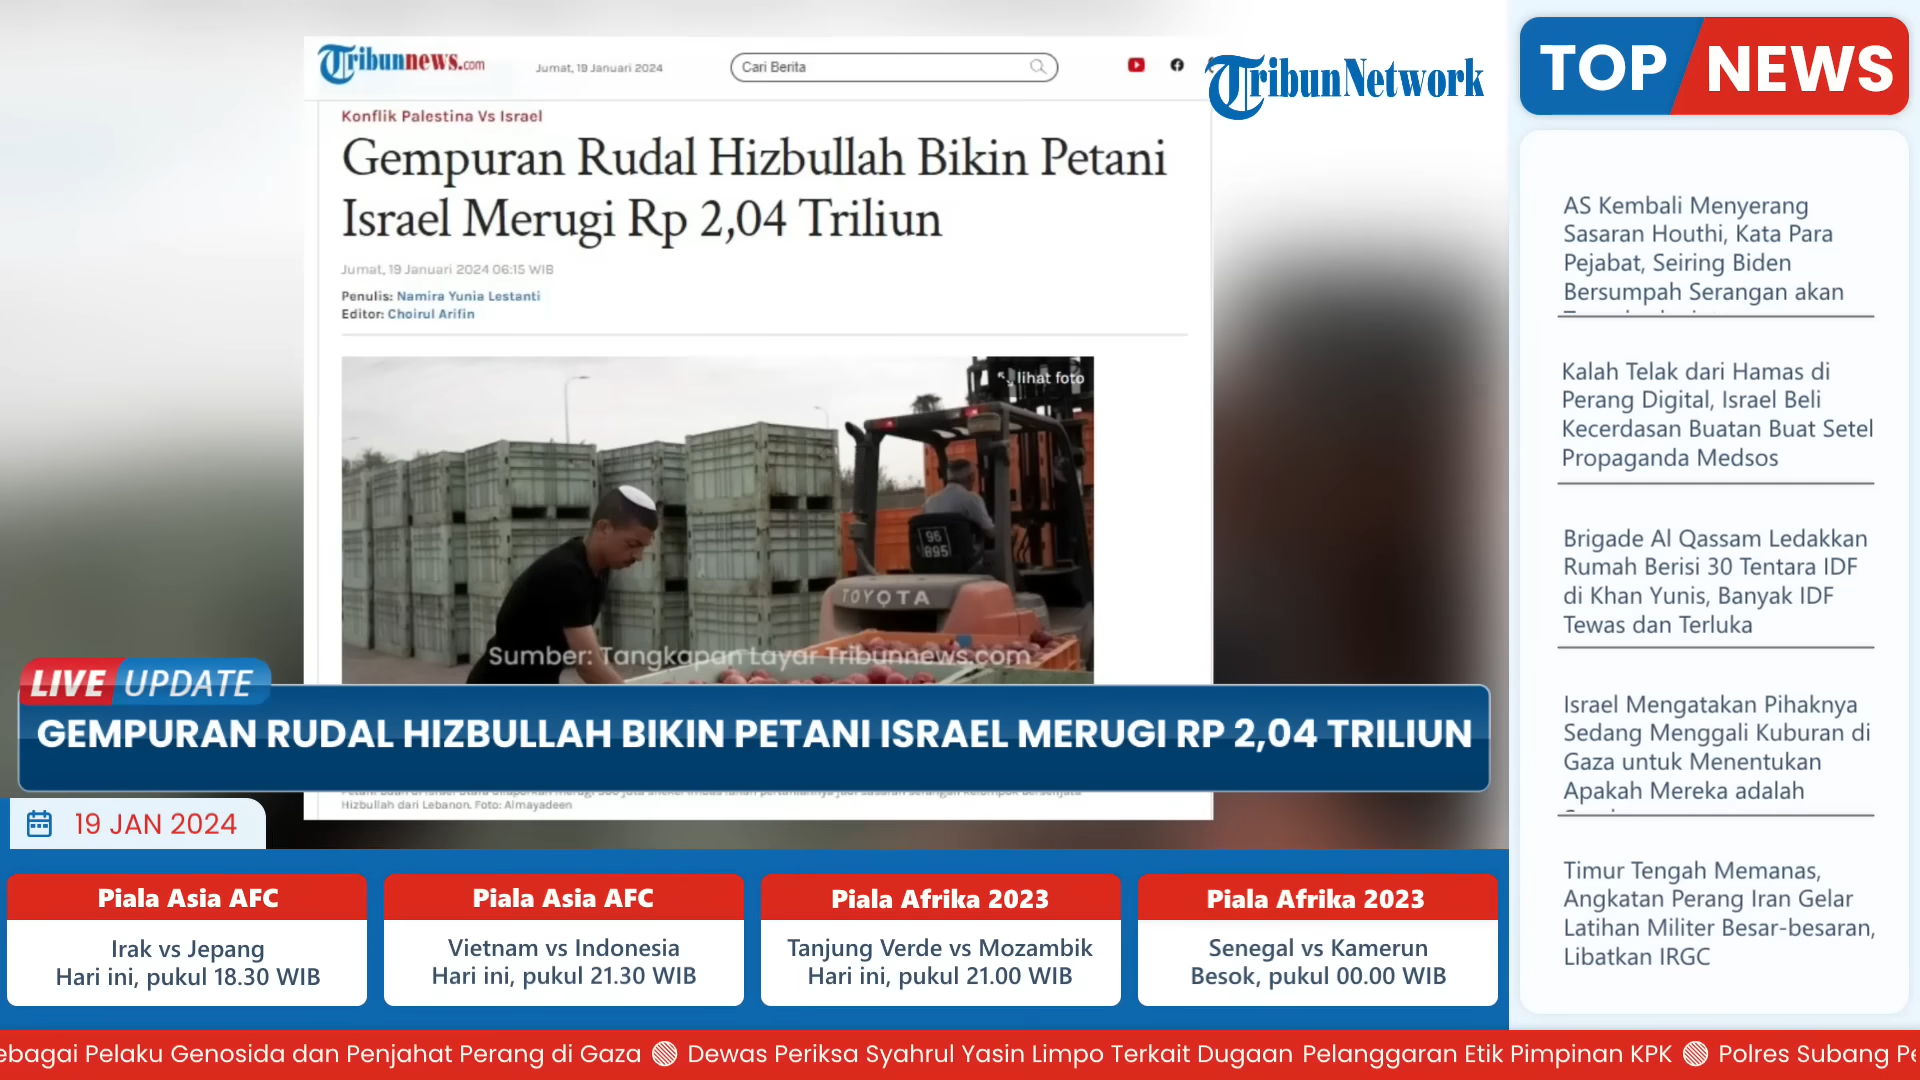 Tribunnews.com
Jumat, 19 Januari 2024
Cari Berita
TribunNetwork
Konflik Palestina Vs Israel
Gempuran Rudal Hizbullah Bikin Petani
Israel Merugi Rp 2,04 Triliun
Jumat, 19 Januari 2024 06:15 WIB
Penulis: Namira Yunia Lestanti
Editor: Choirul Arifin
lihat foto
96
895
TOYOTA
Sumber: Tangkapan Layar Tribunnews.com
LIVE UPDATE
GEMPURAN RUDAL HIZBULLAH BIKIN PETANI ISRAEL MERUGI RP 2,04 TRILIUN
Hizbullah dari Lebanon. Foto: Almayadeen
19 JAN 2024
Piala Asia AFC
Irak vs Jepang
Hari ini, pukul 18.30 WIB
Piala Asia AFC
Vietnam vs Indonesia
Hari ini, pukul 21.30 WIB
Piala Afrika 2023
Tanjung Verde vs Mozambik
Hari ini, pukul 21.00 WIB
Piala Afrika 2023
Senegal vs Kamerun
Besok, pukul 00.00 WIB
TOP NEWS
AS Kembali Menyerang
Sasaran Houthi, Kata Para
Pejabat, Seiring Biden
Bersumpah Serangan akan
Kalah Telak dari Hamas di
Perang Digital, Israel Beli
Kecerdasan Buatan Buat Setel
Propaganda Medsos
Brigade Al Qassam Ledakkan
Rumah Berisi 30 Tentara IDF
di Khan Yunis, Banyak IDF
Tewas dan Terluka
Israel Mengatakan Pihaknya
Sedang Menggali Kuburan di
Gaza untuk Menentukan
Apakah Mereka adalah
Timur Tengah Memanas,
Angkatan Perang Iran Gelar
Latihan Militer Besar-besaran,
Libatkan IRGC
ebagai Pelaku Genosida dan Penjahat Perang di Gaza Dewas Periksa Syahrul Yasin Limpo Terkait Dugaan Pelanggaran Etik Pimpinan KPK Polres Subang Pe